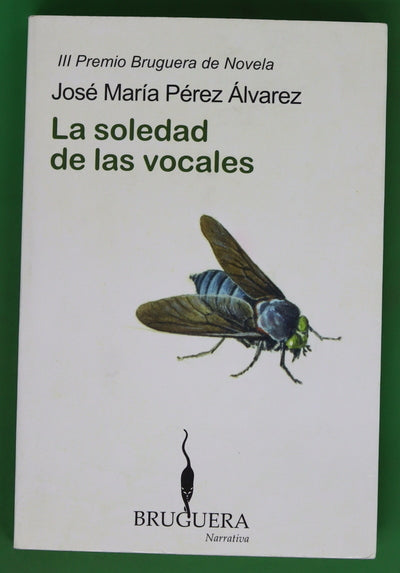 III Premio Bruguera de Novela
José María Pérez Álvarez
La soledad
de las vocales
BRUGUERA
Narrativa